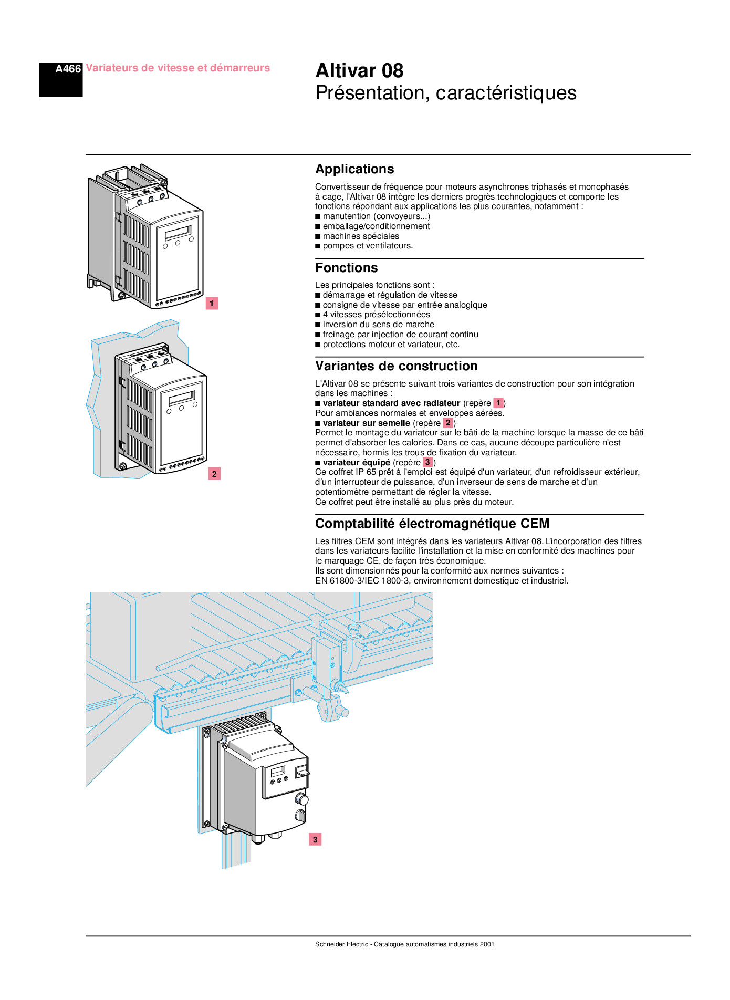 A466 Variateurs de vitesse et démarreurs
Altivar 08
Présentation, caractéristiques
Applications
Convertisseur de fréquence pour moteurs asynchrones triphasés et monophasés
à cage, l'Altivar 08 intègre les derniers progrès technologiques et comporte les
fonctions répondant aux applications les plus courantes, notamment :
■ manutention (convoyeurs...)
■ emballage/conditionnement
■ machines spéciales
■ pompes et ventilateurs.
Fonctions
Les principales fonctions sont :
■ démarrage et régulation de vitesse
■ consigne de vitesse par entrée analogique
■ 4 vitesses présélectionnées
■ inversion du sens de marche
■ freinage par injection de courant continu
■ protections moteur et variateur, etc.
Variantes de construction
L'Altivar 08 se présente suivant trois variantes de construction pour son intégration
dans les machines :
■ variateur standard avec radiateur (repère 1)
Pour ambiances normales et enveloppes aérées.
■ variateur sur semelle (repère 2)
Permet le montage du variateur sur le bâti de la machine lorsque la masse de ce bâti
permet d'absorber les calories. Dans ce cas, aucune découpe particulière n'est
nécessaire, hormis les trous de fixation du variateur.
■ variateur équipé (repère 3)
Ce coffret IP 65 prêt à l'emploi est équipé d'un variateur, d'un refroidisseur extérieur,
d’un interrupteur de puissance, d’un inverseur de sens de marche et d’un
potentiomètre permettant de régler la vitesse.
Ce coffret peut être installé au plus près du moteur.
Comptabilité électromagnétique CEM
Les filtres CEM sont intégrés dans les variateurs Altivar 08. L’incorporation des filtres
dans les variateurs facilite l’installation et la mise en conformité des machines pour
le marquage CE, de façon très économique.
Ils sont dimensionnés pour la conformité aux normes suivantes :
EN 61800-3/IEC 1800-3, environnement domestique et industriel.
1
2
3
Schneider Electric - Catalogue automatismes industriels 2001